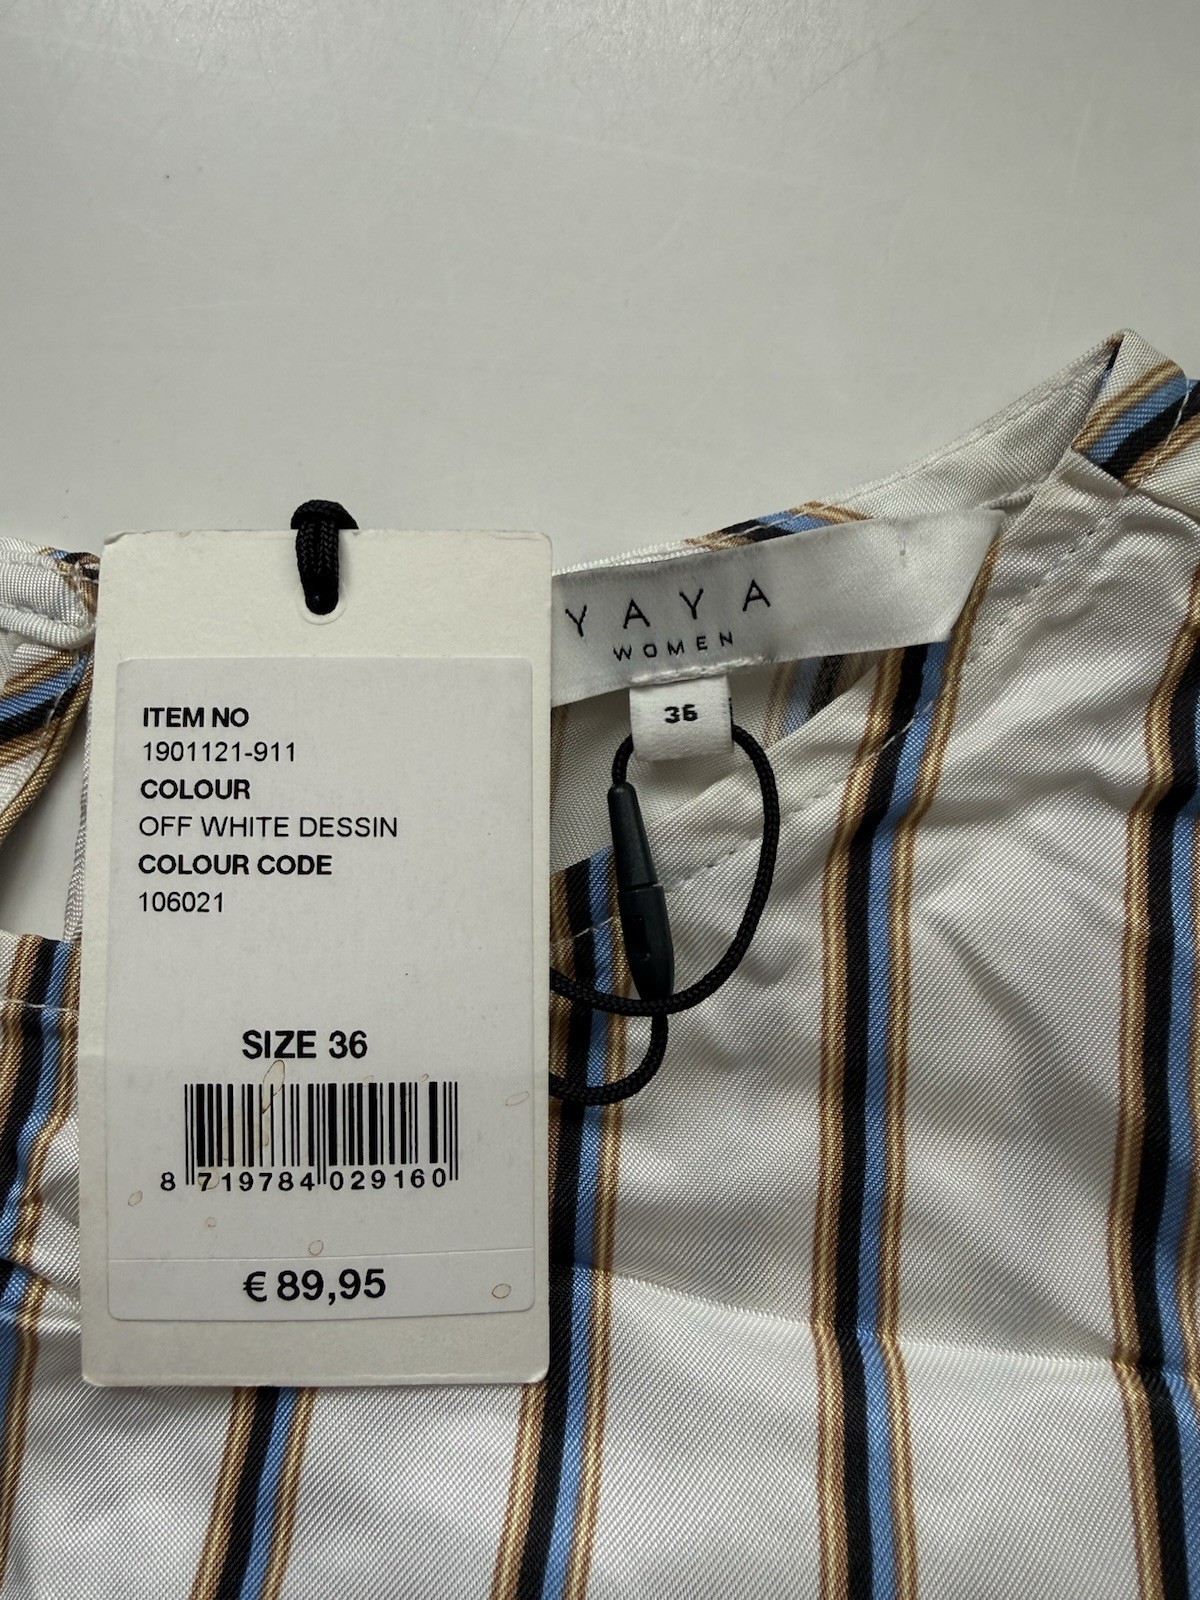 YAYA
WOMEN
36
ITEM NO
1901121-911
COLOUR
OFF WHITE DESSIN
COLOUR CODE
106021
SIZE 36
8 719784 029160
€ 89,95